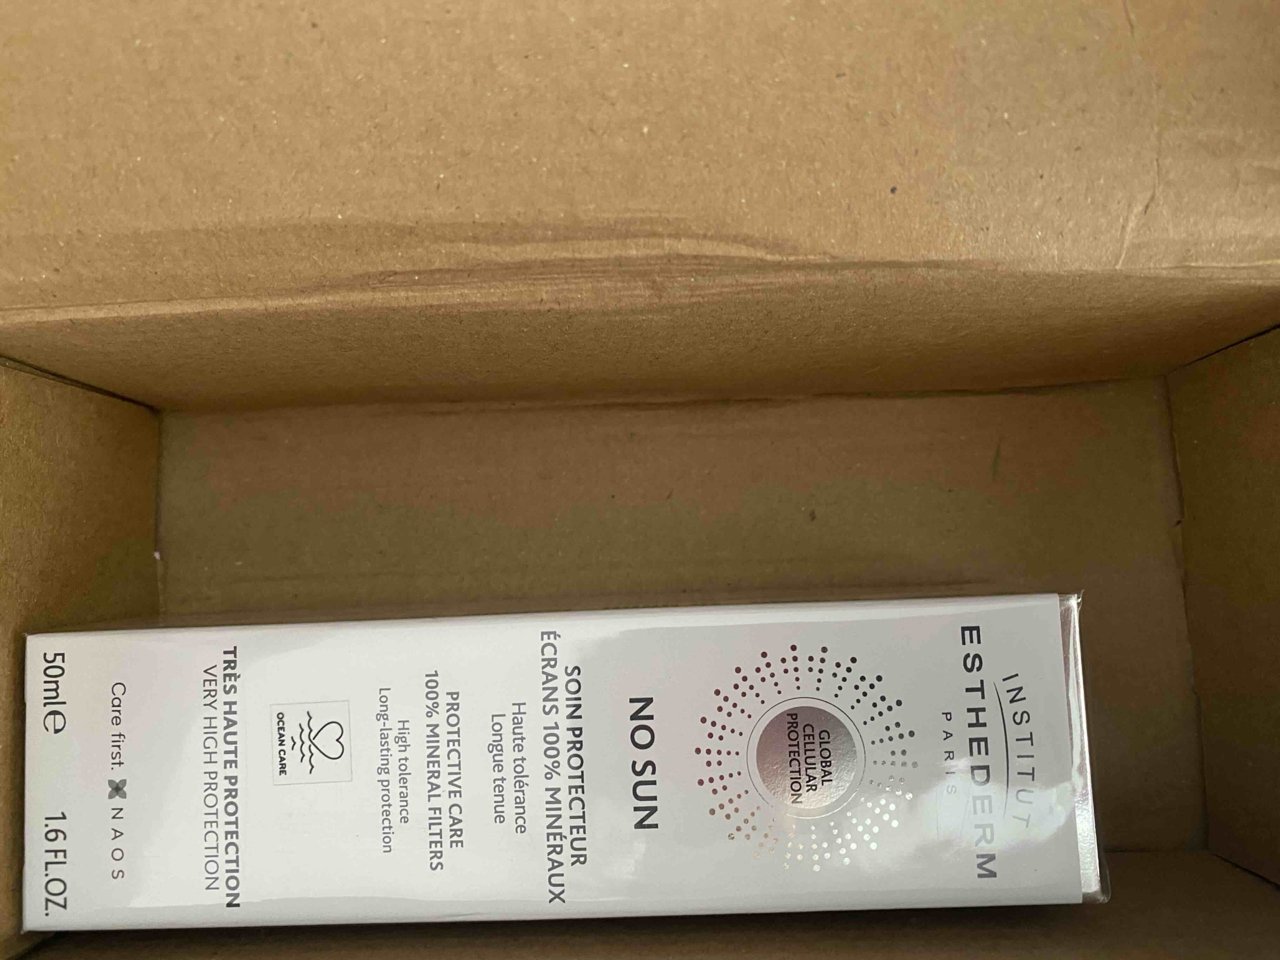 INSTITUT
ESTHEDERM
PARIS
GLOBAL
CELLULAR
PROTECTION
NO SUN
SOIN PROTECTEUR
ÉCRANS 100% MINÉRAUX
Haute tolérance
Longue tenue
PROTECTIVE CARE
100% MINERAL FILTERS
High tolerance
Long-lasting protection
OCEAN CARE
TRÈS HAUTE PROTECTION
VERY HIGH PROTECTION
Care first. NAOS
50ml℮ 1.6 FL.OZ.